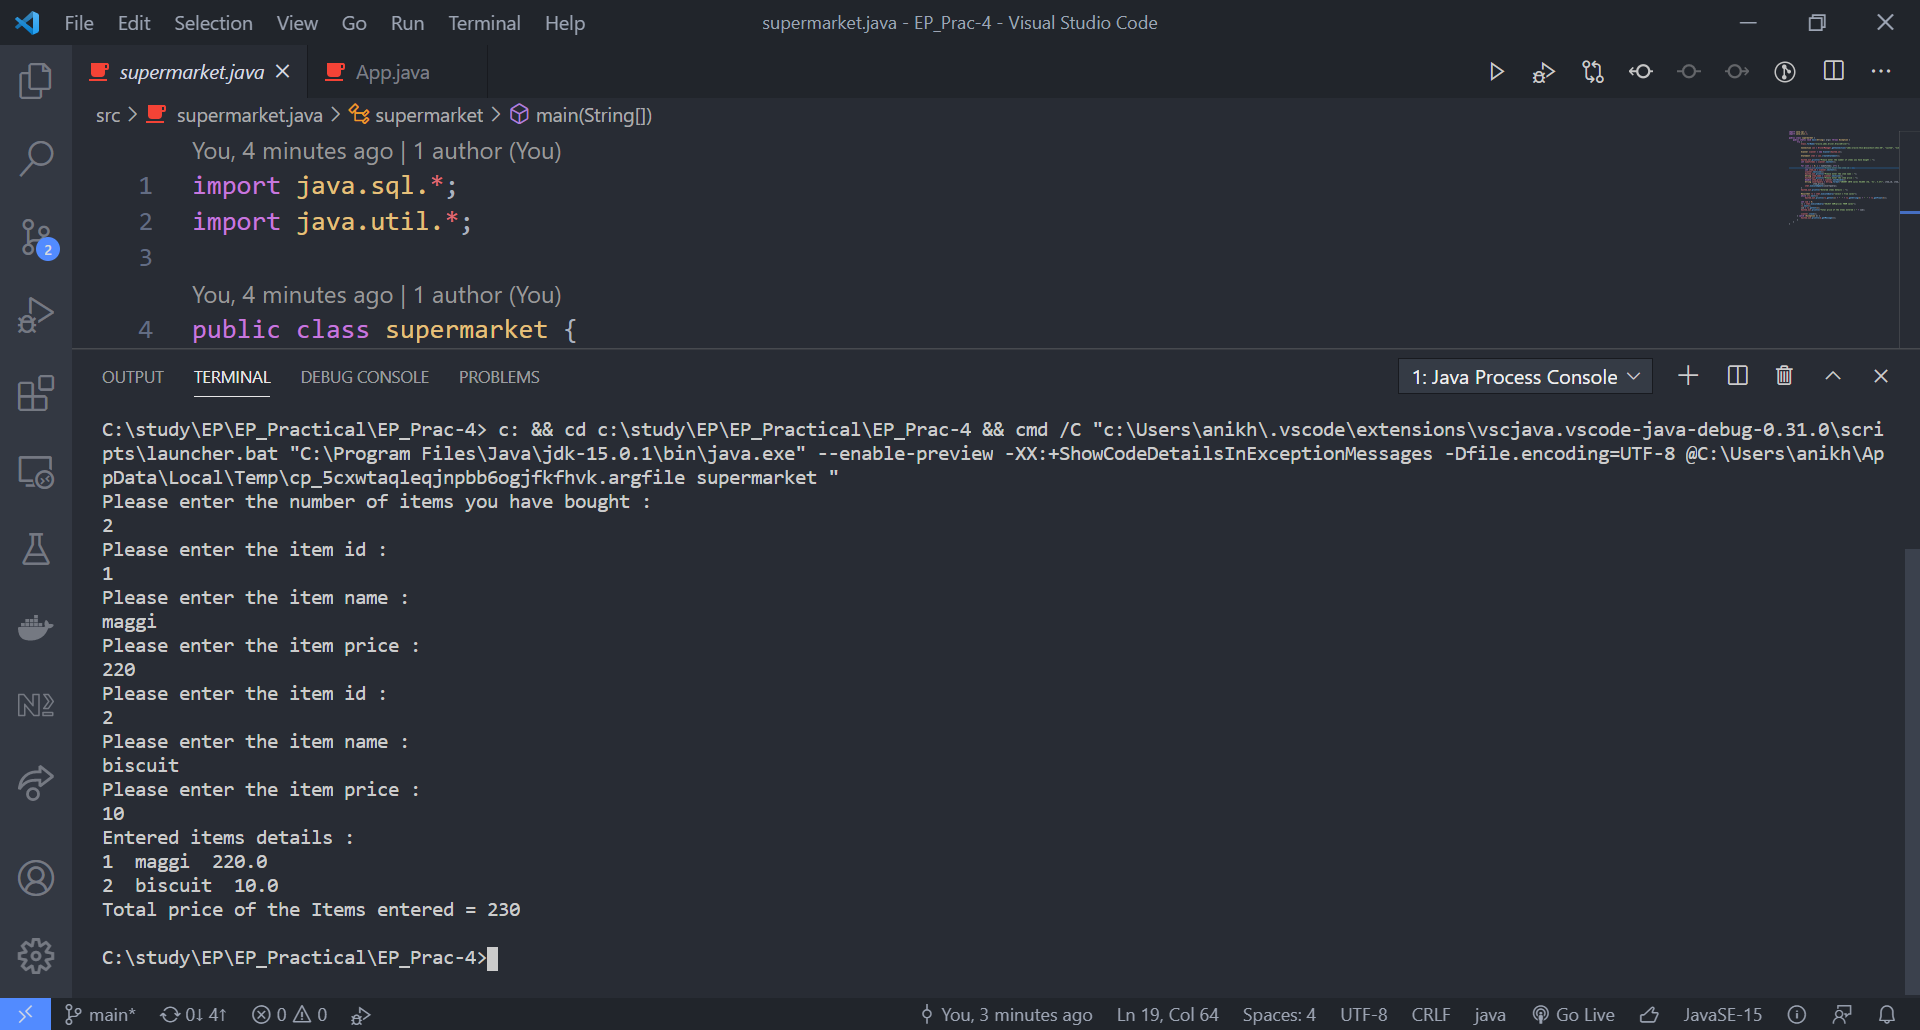 File Edit Selection View Go Run Terminal Help supermarket.java - EP_Prac-4 - Visual Studio Code
supermarket.java App.java
src > supermarket.java > supermarket > main(String[])
You, 4 minutes ago | 1 author (You)
1 import java.sql.*;
2 import java.util.*;
3
You, 4 minutes ago | 1 author (You)
4 public class supermarket {
OUTPUT TERMINAL DEBUG CONSOLE PROBLEMS 1: Java Process Console
C:\study\EP\EP_Practical\EP_Prac-4> c: && cd c:\study\EP\EP_Practical\EP_Prac-4 && cmd /C "c:\Users\anikh\.vscode\extensions\vscjava.vscode-java-debug-0.31.0\scri
pts\launcher.bat "C:\Program Files\Java\jdk-15.0.1\bin\java.exe" --enable-preview -XX:+ShowCodeDetailsInExceptionMessages -Dfile.encoding=UTF-8 @C:\Users\anikh\Ap
pData\Local\Temp\cp_5cxwtaqleqjnpbb6ogjfkfhvk.argfile supermarket "
Please enter the number of items you have bought :
2
Please enter the item id :
1
Please enter the item name :
maggi
Please enter the item price :
220
Please enter the item id :
2
Please enter the item name :
biscuit
Please enter the item price :
10
Entered items details :
1  maggi  220.0
2  biscuit  10.0
Total price of the Items entered = 230
C:\study\EP\EP_Practical\EP_Prac-4>
2
main* 0↓ 4↑ 0 0 You, 3 minutes ago Ln 19, Col 64 Spaces: 4 UTF-8 CRLF java Go Live JavaSE-15